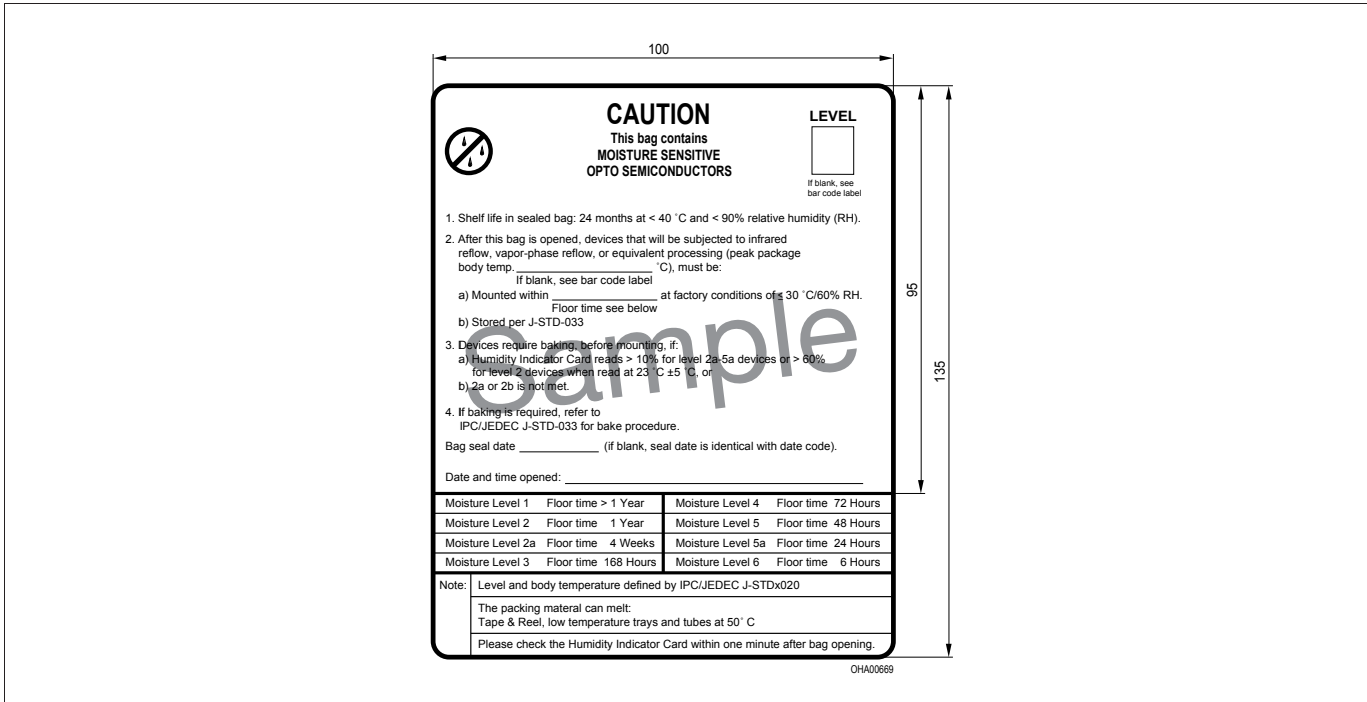 100
CAUTION
This bag contains
MOISTURE SENSITIVE
OPTO SEMICONDUCTORS
LEVEL
If blank, see
bar code label
1. Shelf life in sealed bag: 24 months at < 40 ˚C and < 90% relative humidity (RH).
2. After this bag is opened, devices that will be subjected to infrared
reflow, vapor-phase reflow, or equivalent processing (peak package
body temp. ____________________ ˚C), must be:
If blank, see bar code label
a) Mounted within ________________ at factory conditions of ≤ 30 ˚C/60% RH.
Floor time see below
b) Stored per J-STD-033
3. Devices require baking, before mounting, if:
a) Humidity Indicator Card reads > 10% for level 2a-5a devices or > 60%
for level 2 devices when read at 23 ˚C ±5 ˚C, or
b) 2a or 2b is not met.
4. If baking is required, refer to
IPC/JEDEC J-STD-033 for bake procedure.
Bag seal date ____________ (if blank, seal date is identical with date code).
Date and time opened: ____________________
Sample
95
135
Moisture Level 1 Floor time > 1 Year Moisture Level 4 Floor time 72 Hours
Moisture Level 2 Floor time 1 Year Moisture Level 5 Floor time 48 Hours
Moisture Level 2a Floor time 4 Weeks Moisture Level 5a Floor time 24 Hours
Moisture Level 3 Floor time 168 Hours Moisture Level 6 Floor time 6 Hours
Note: Level and body temperature defined by IPC/JEDEC J-STDx020
The packing materal can melt:
Tape & Reel, low temperature trays and tubes at 50˚ C
Please check the Humidity Indicator Card within one minute after bag opening.
OHA00669